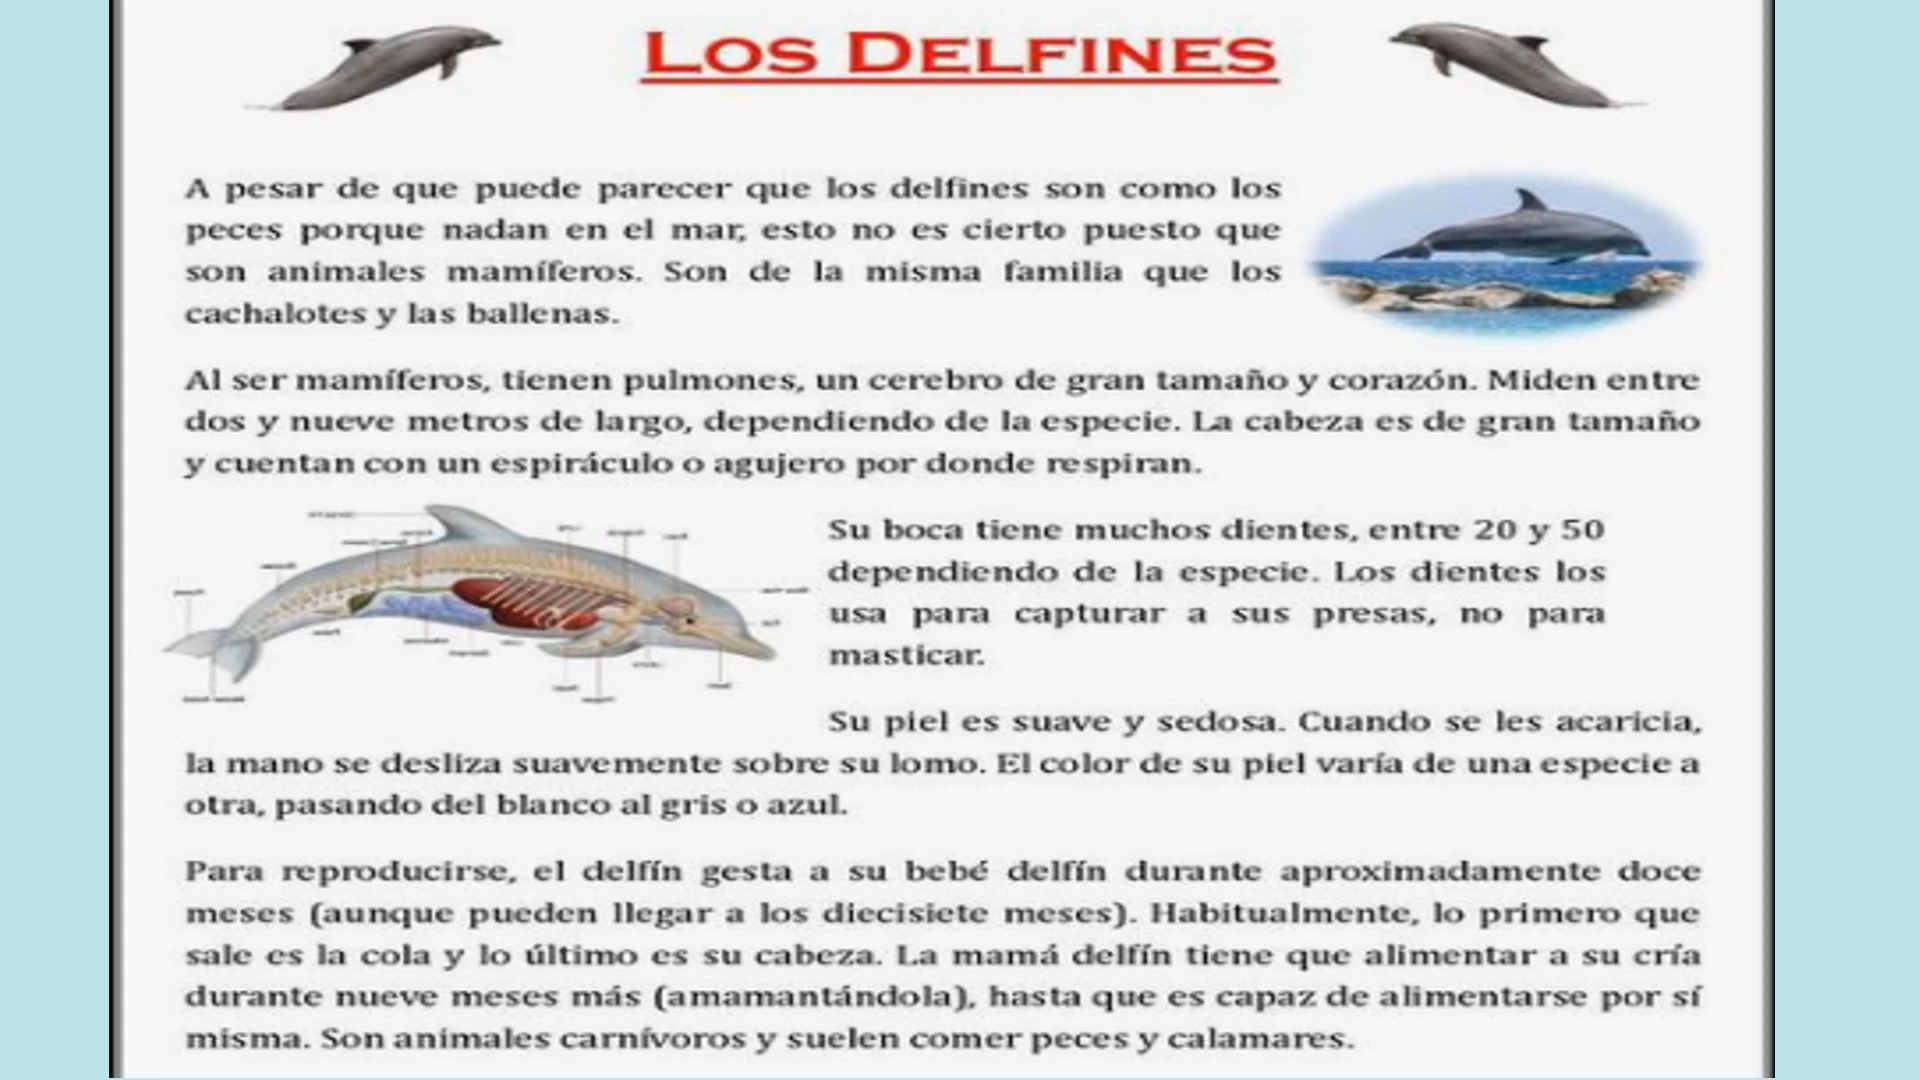 LOS DELFINES
A pesar de que puede parecer que los delfines son como los
peces porque nadan en el mar, esto no es cierto puesto que
son animales mamíferos. Son de la misma familia que los
cachalotes y las ballenas.
Al ser mamíferos, tienen pulmones, un cerebro de gran tamaño y corazón. Miden entre
dos y nueve metros de largo, dependiendo de la especie. La cabeza es de gran tamaño
y cuentan con un espiráculo o agujero por donde respiran.
Su boca tiene muchos dientes, entre 20 y 50
dependiendo de la especie. Los dientes los
usa para capturar a sus presas, no para
masticar.
Su piel es suave y sedosa. Cuando se les acaricia,
la mano se desliza suavemente sobre su lomo. El color de su piel varía de una especie a
otra, pasando del blanco al gris o azul.
Para reproducirse, el delfín gesta a su bebé delfín durante aproximadamente doce
meses (aunque pueden llegar a los diecisiete meses). Habitualmente, lo primero que
sale es la cola y lo último es su cabeza. La mamá delfín tiene que alimentar a su cría
durante nueve meses más (amamantándola), hasta que es capaz de alimentarse por sí
misma. Son animales carnívoros y suelen comer peces y calamares.